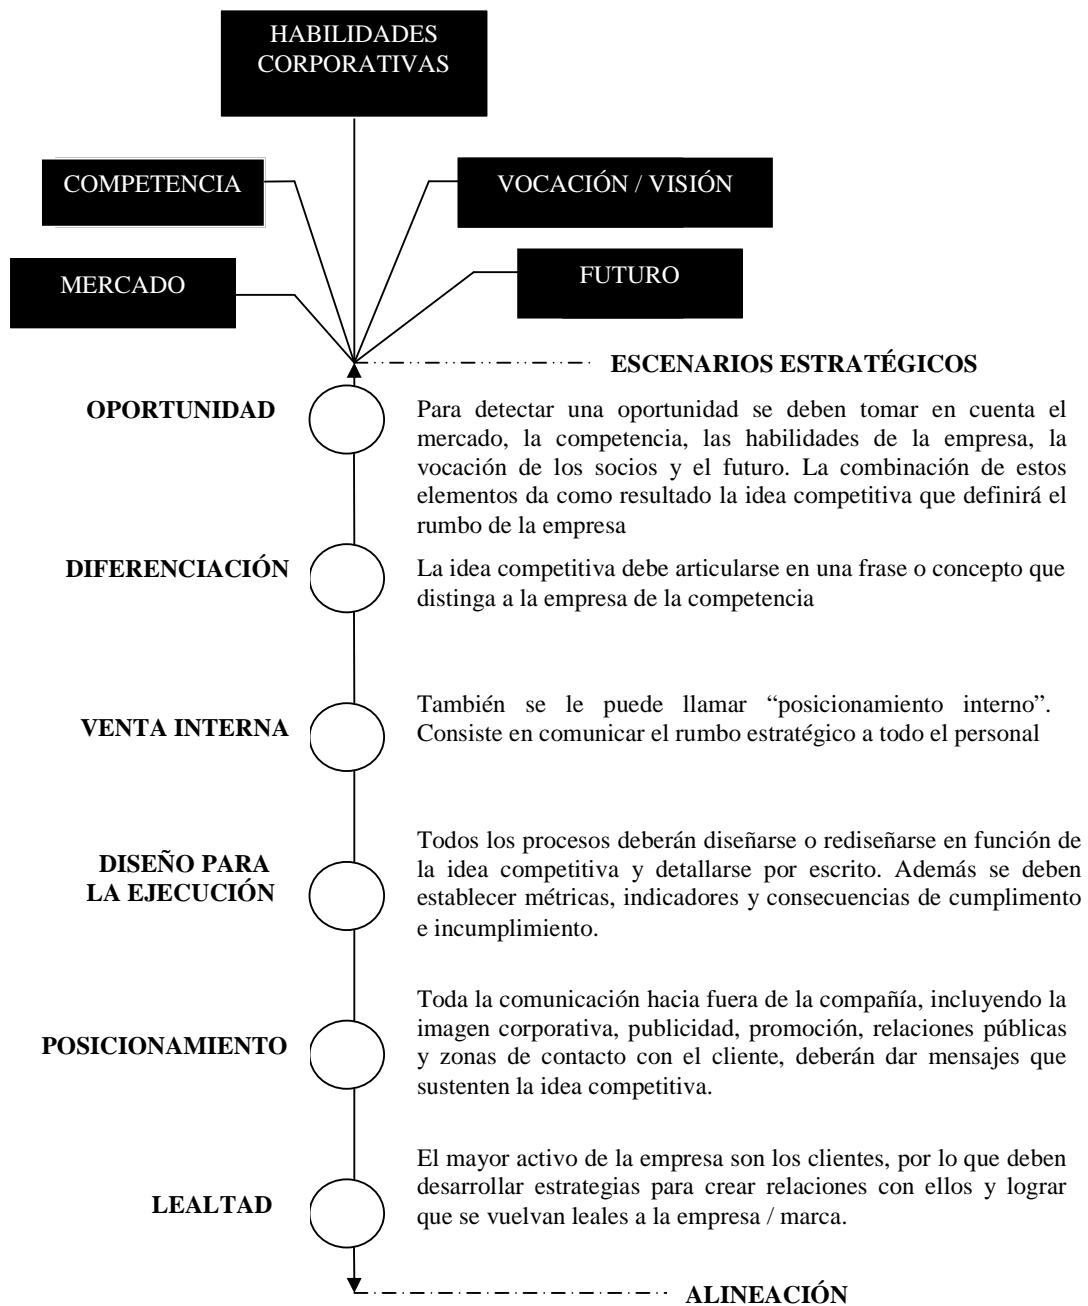 HABILIDADES
CORPORATIVAS
COMPETENCIA
VOCACIÓN / VISIÓN
MERCADO
FUTURO
ESCENARIOS ESTRATÉGICOS
OPORTUNIDAD
Para detectar una oportunidad se deben tomar en cuenta el
mercado, la competencia, las habilidades de la empresa, la
vocación de los socios y el futuro. La combinación de estos
elementos da como resultado la idea competitiva que definirá el
rumbo de la empresa
DIFERENCIACIÓN
La idea competitiva debe articularse en una frase o concepto que
distinga a la empresa de la competencia
VENTA INTERNA
También se le puede llamar “posicionamiento interno”.
Consiste en comunicar el rumbo estratégico a todo el personal
DISEÑO PARA
LA EJECUCIÓN
Todos los procesos deberán diseñarse o rediseñarse en función de
la idea competitiva y detallarse por escrito. Además se deben
establecer métricas, indicadores y consecuencias de cumplimento
e incumplimiento.
POSICIONAMIENTO
Toda la comunicación hacia fuera de la compañía, incluyendo la
imagen corporativa, publicidad, promoción, relaciones públicas
y zonas de contacto con el cliente, deberán dar mensajes que
sustenten la idea competitiva.
LEALTAD
El mayor activo de la empresa son los clientes, por lo que deben
desarrollar estrategias para crear relaciones con ellos y lograr
que se vuelvan leales a la empresa / marca.
ALINEACIÓN